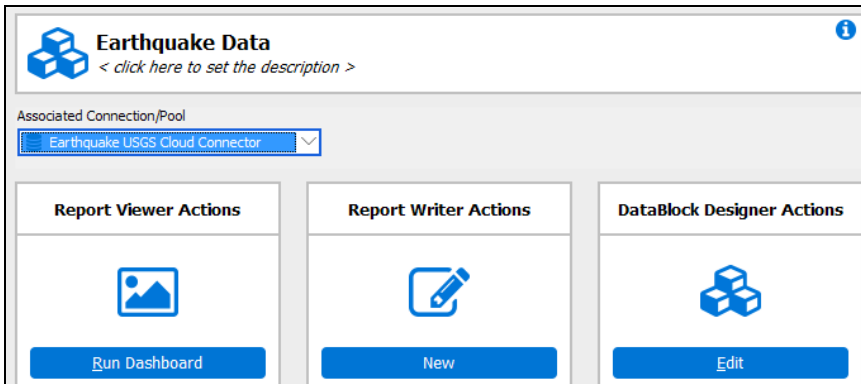 Earthquake Data
< click here to set the description >
Associated Connection/Pool
Earthquake USGS Cloud Connector
Report Viewer Actions
Report Writer Actions
DataBlock Designer Actions
Run Dashboard
New
Edit